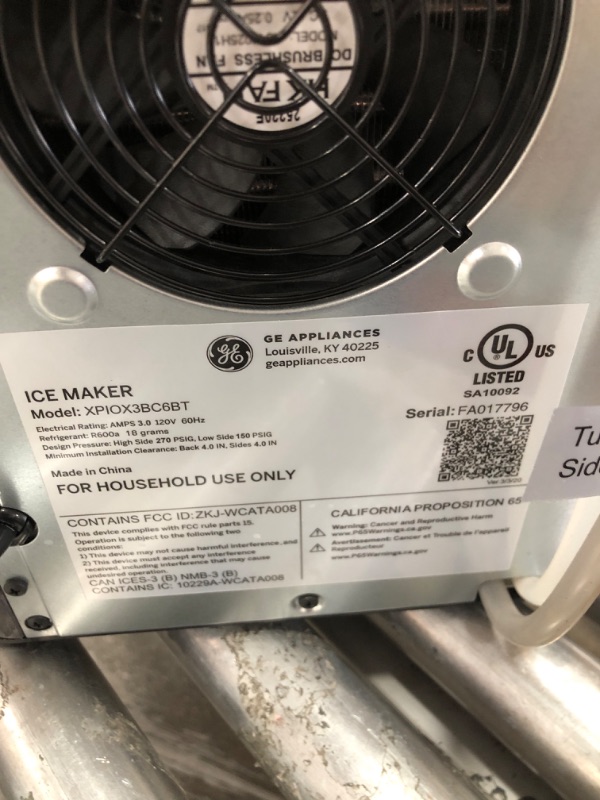 DC BRUSHLESS FAN
25220E
GE APPLIANCES
Louisville, KY 40225
geappliances.com
C UL US
LISTED
SA10092
ICE MAKER
Model: XPIOX3BC6BT
Serial: FA017796
Electrical Rating: AMPS 3.0 120V 60Hz
Refrigerant: R600a 18 grams
Design Pressure: High Side 270 PSIG, Low Side 150 PSIG
Minimum Installation Clearance: Back 4.0 IN, Sides 4.0 IN
Made in China
FOR HOUSEHOLD USE ONLY
Tu
Side
CONTAINS FCC ID:ZKJ-WCATA008
This device complies with FCC rule parts 15.
Operation is subject to the following two
conditions:
1) This device may not cause harmful interference, and
2) This device must accept any interference
received, including interference that may cause
undesired operation.
CAN ICES-3 (B) NMB-3 (B)
CONTAINS IC: 10229A-WCATA008
CALIFORNIA PROPOSITION 65
Warning: Cancer and Reproductive Harm
www.P65Warnings.ca.gov
Avertissement: Cancer et Trouble de l'appareil
Reproducteur
www.P65Warnings.ca.gov